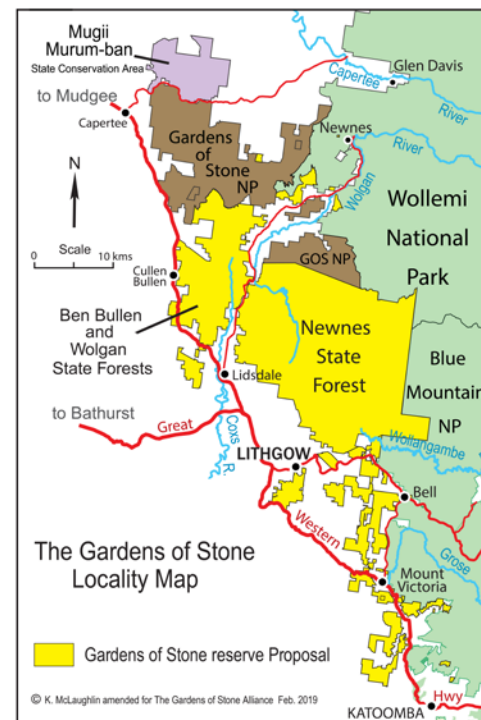 Mugii
Murum-ban
State Conservation Area
Glen Davis
Capertee
River
to Mudgee
Capertee
Gardens
of
Stone
NP
Newnes
River
Wolgan
N
Scale
0 10 kms
Wollemi
National
Park
GOS NP
Cullen
Bullen
Ben Bullen
and
Wolgan
State Forests
Newnes
State
Forest
Blue
Mountain
NP
Lidsdale
to Bathurst
Great
Coxs
R.
Wollangambe
LITHGOW
Bell
Western
Grose
The Gardens of Stone
Locality Map
Mount
Victoria
Gardens of Stone reserve Proposal
© K. McLaughlin amended for The Gardens of Stone Alliance Feb. 2019
Hwy
KATOOMBA